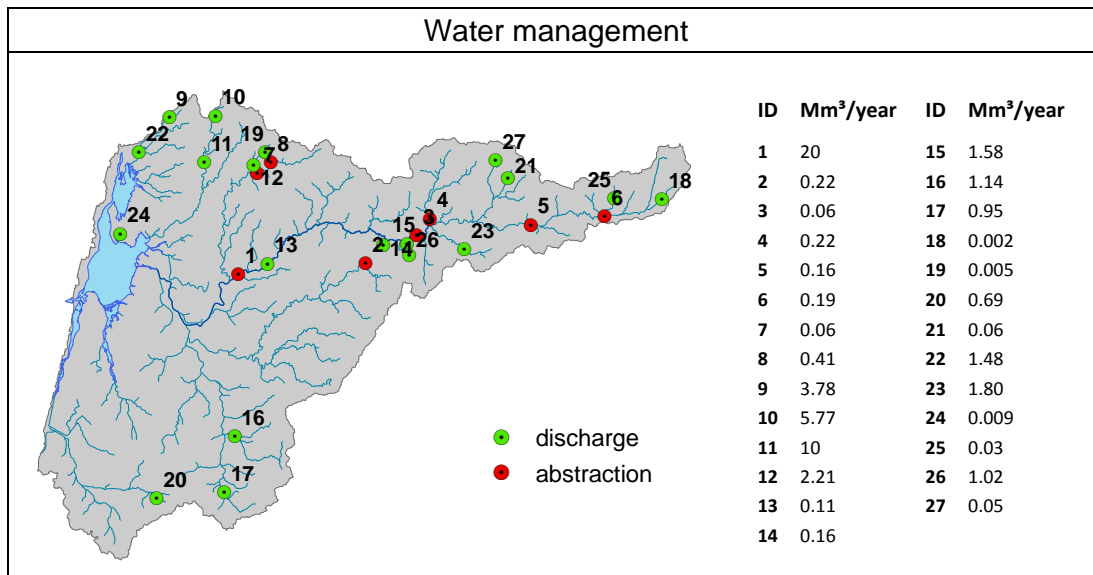 Water management
9
10
22
11
19
8
7
12
27
21
25
6
18
4
5
3
15
26
23
24
2
14
1
13
16
17
20
discharge
abstraction
ID Mm³/year ID Mm³/year
1 20 15 1.58
2 0.22 16 1.14
3 0.06 17 0.95
4 0.22 18 0.002
5 0.16 19 0.005
6 0.19 20 0.69
7 0.06 21 0.06
8 0.41 22 1.48
9 3.78 23 1.80
10 5.77 24 0.009
11 10 25 0.03
12 2.21 26 1.02
13 0.11 27 0.05
14 0.16